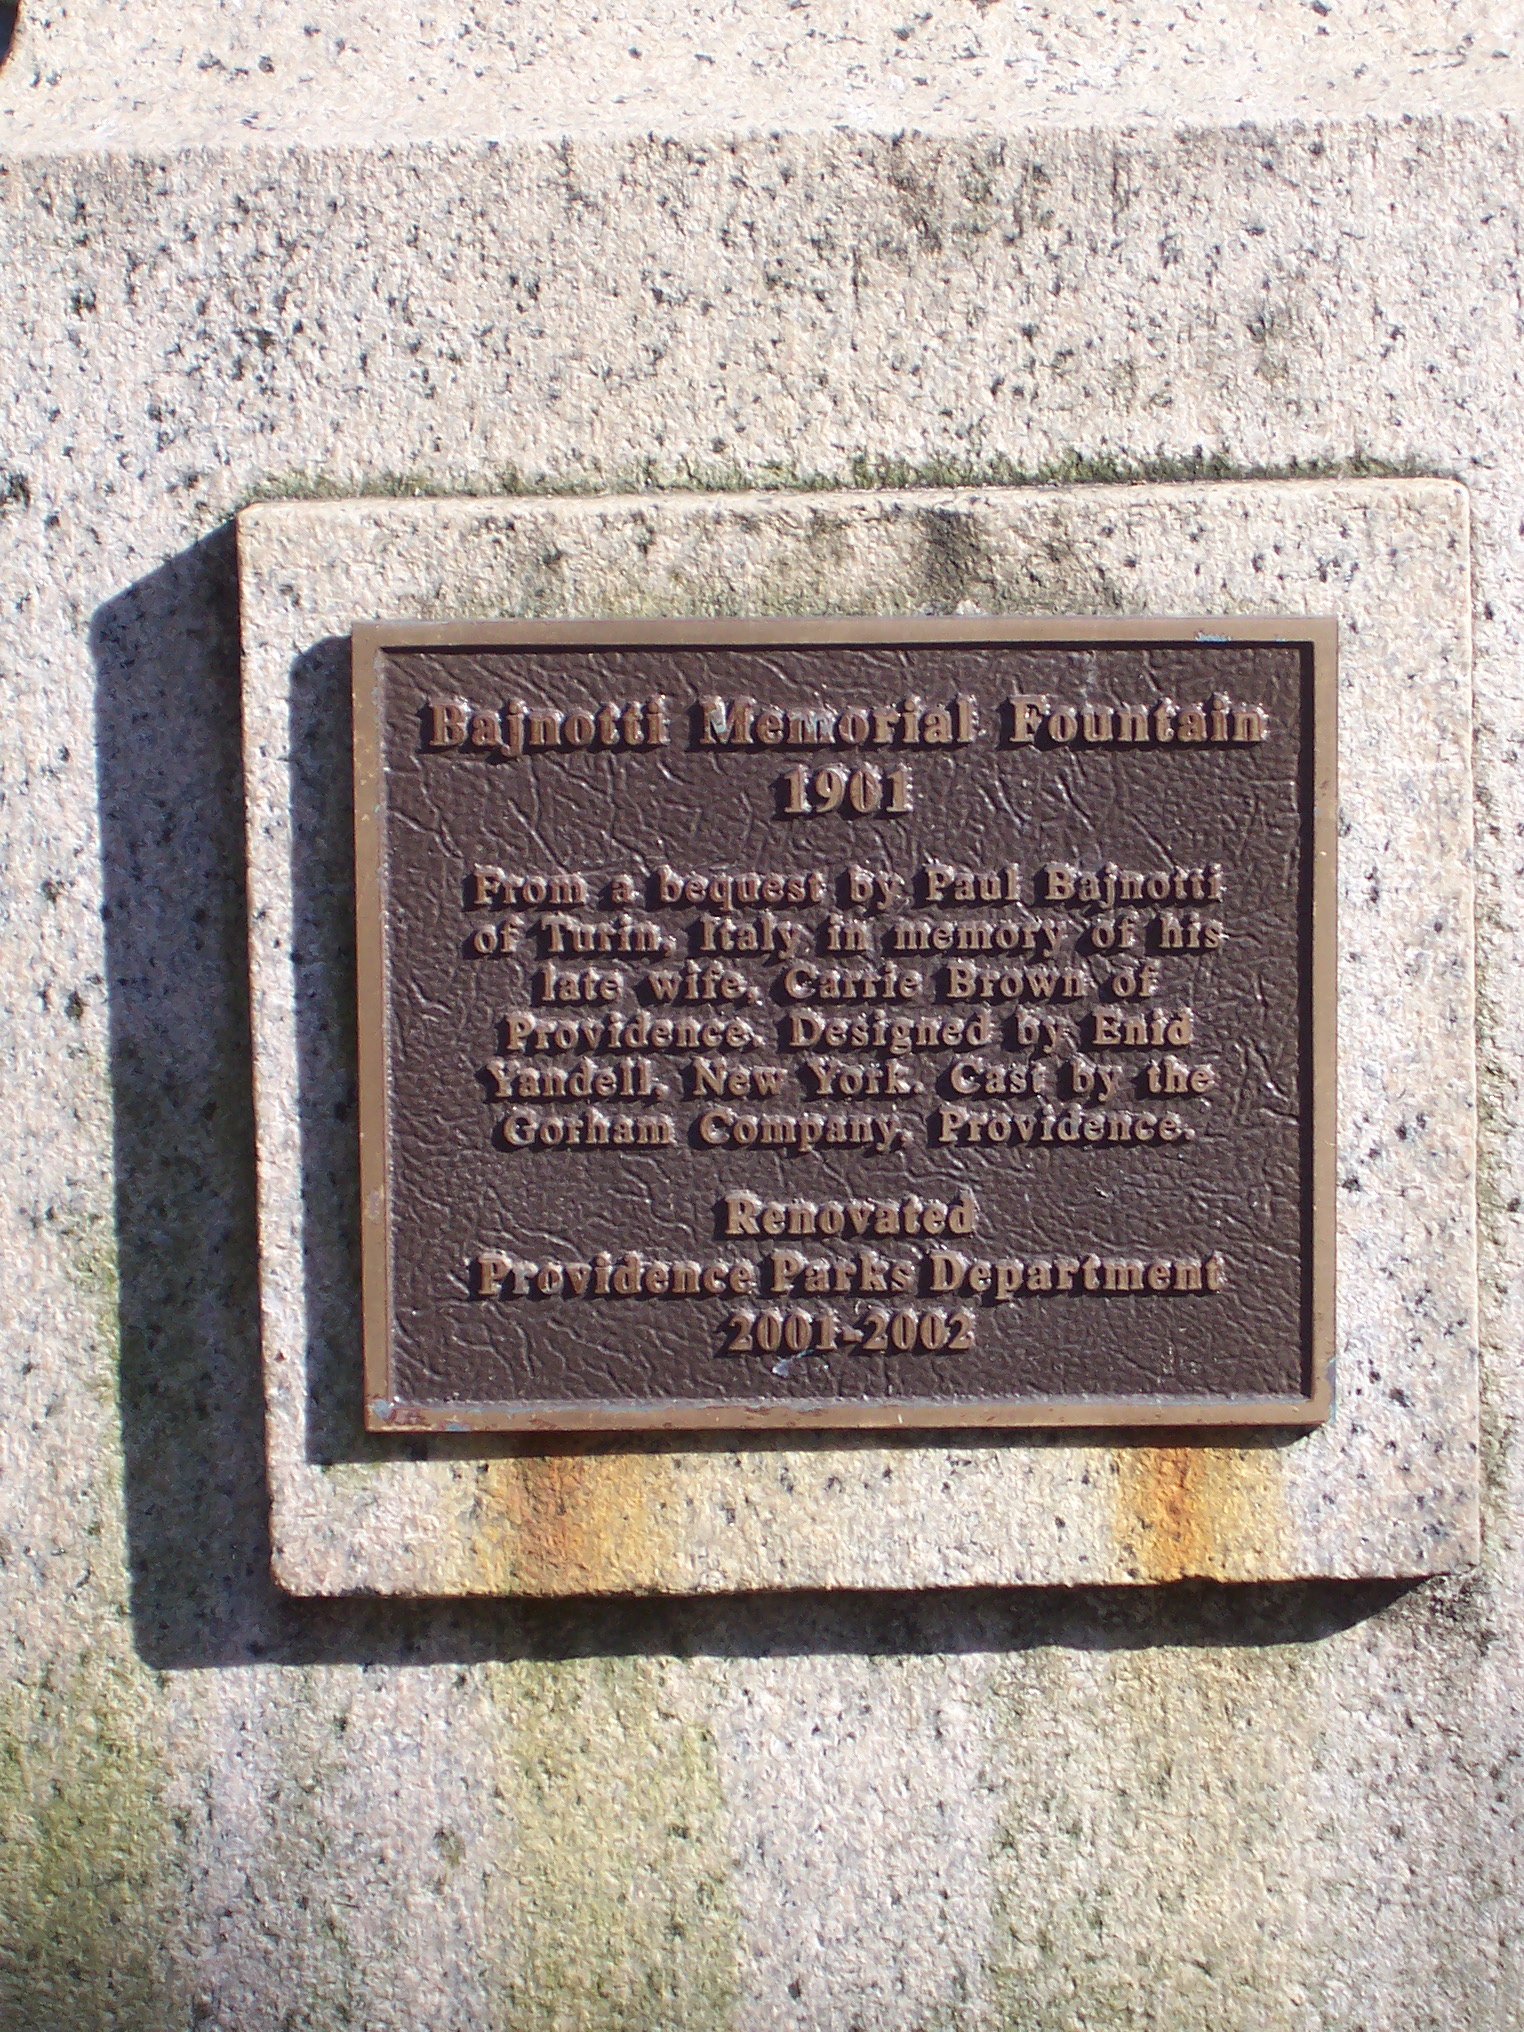 Bajnotti Memorial Fountain
1901
From a bequest by Paul Bajnotti
of Turin, Italy in memory of his
late wife, Carrie Brown of
Providence. Designed by Enid
Yandell, New York. Cast by the
Gorham Company, Providence.
Renovated
Providence Parks Department
2001-2002